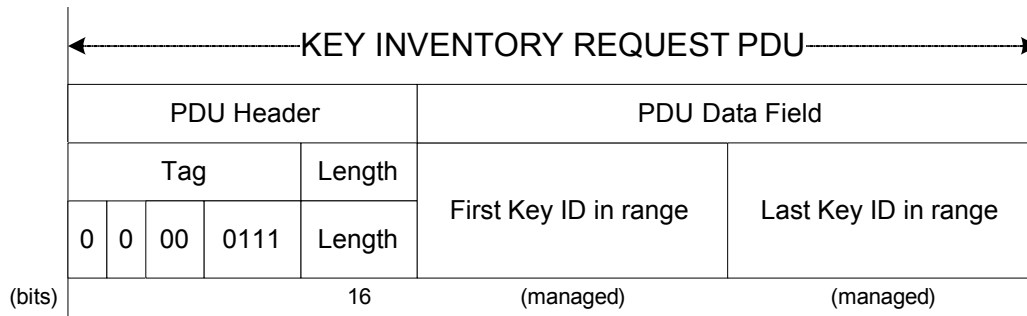 KEY INVENTORY REQUEST PDU
PDU Header PDU Data Field
Tag Length
First Key ID in range Last Key ID in range
0 0 00 0111 Length
(bits) 16 (managed) (managed)